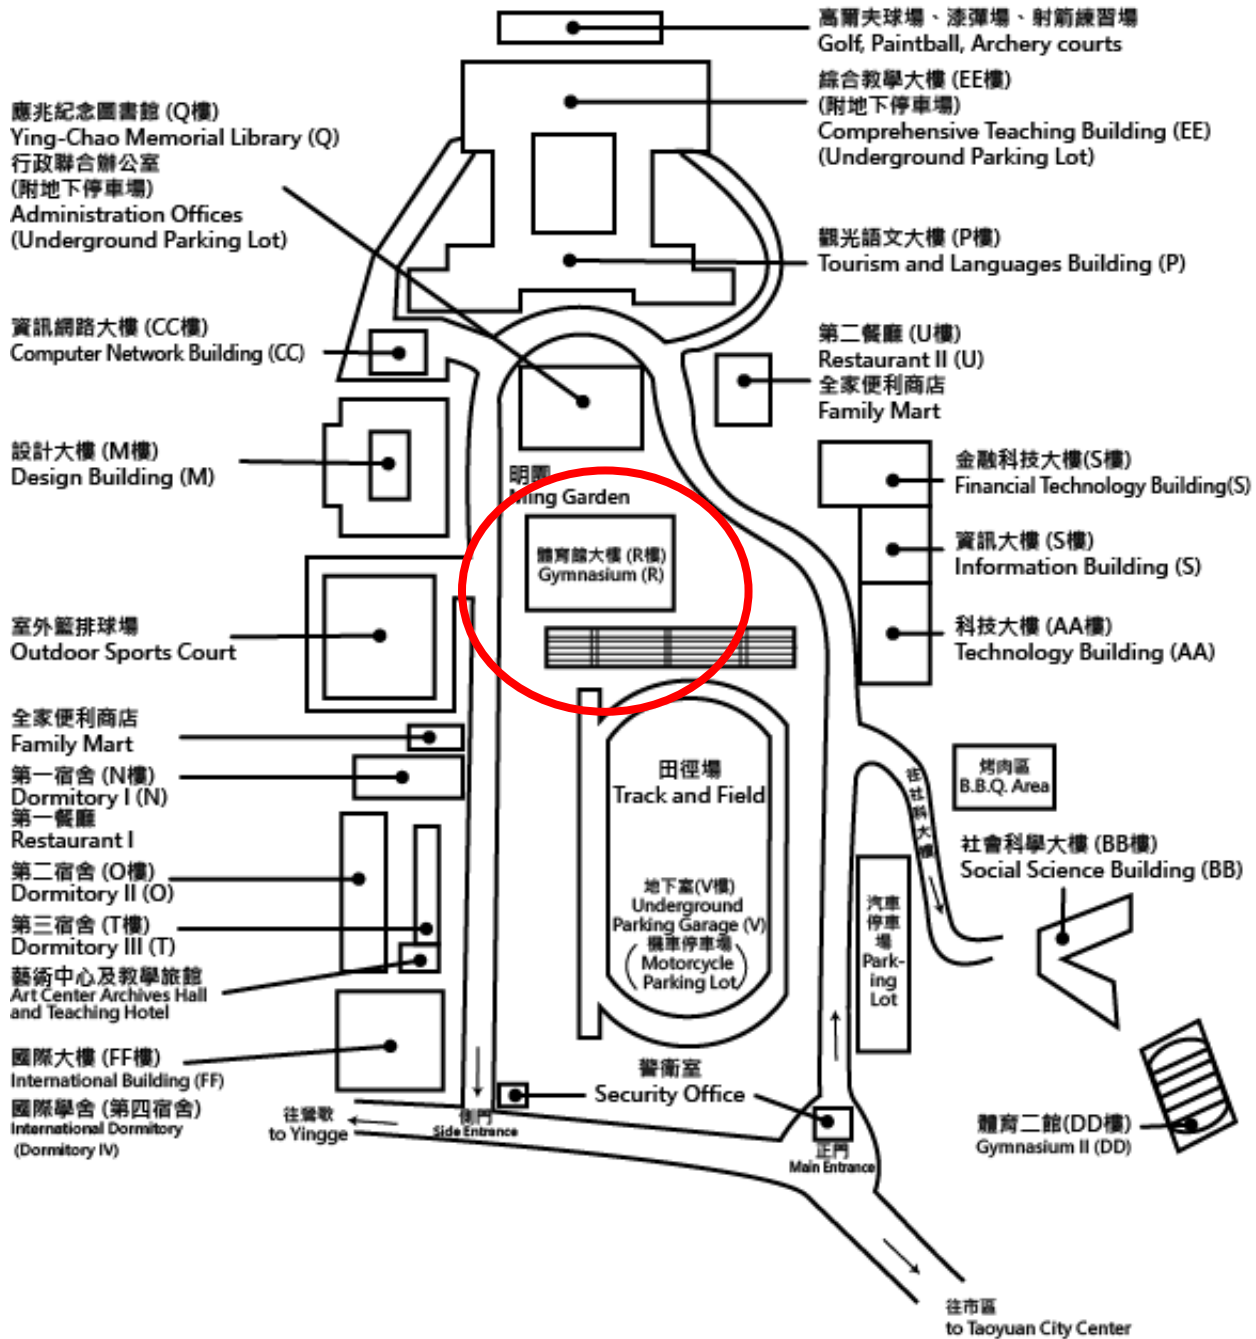 高爾夫球場、漆彈場、射箭練習場
Golf, Paintball, Archery courts
綜合教學大樓 (EE樓)
(附地下停車場)
Comprehensive Teaching Building (EE)
(Underground Parking Lot)
應兆紀念圖書館 (Q樓)
Ying-Chao Memorial Library (Q)
行政聯合辦公室
(附地下停車場)
Administration Offices
(Underground Parking Lot)
觀光語文大樓 (P樓)
Tourism and Languages Building (P)
資訊網路大樓 (CC樓)
Computer Network Building (CC)
第二餐廳 (U樓)
Restaurant II (U)
全家便利商店
Family Mart
設計大樓 (M樓)
Design Building (M)
明園
Ming Garden
金融科技大樓(S樓)
Financial Technology Building(S)
體育館大樓 (R樓)
Gymnasium (R)
資訊大樓 (S樓)
Information Building (S)
室外籃排球場
Outdoor Sports Court
科技大樓 (AA樓)
Technology Building (AA)
全家便利商店
Family Mart
第一宿舍 (N樓)
Dormitory I (N)
第一餐廳
Restaurant I
田徑場
Track and Field
往社科大樓
烤肉區
B.B.Q. Area
社會科學大樓 (BB樓)
Social Science Building (BB)
第二宿舍 (O樓)
Dormitory II (O)
第三宿舍 (T樓)
Dormitory III (T)
藝術中心及教學旅館
Art Center Archives Hall
and Teaching Hotel
地下室(V樓)
Underground
Parking Garage (V)
(機車停車場
Motorcycle
Parking Lot)
汽車
停車
場
Park-
ing
Lot
國際大樓 (FF樓)
International Building (FF)
國際學舍 (第四宿舍)
International Dormitory
(Dormitory IV)
警衛室
Security Office
往鶯歌
to Yingge
側門
Side Entrance
正門
Main Entrance
體育二館(DD樓)
Gymnasium II (DD)
往市區
to Taoyuan City Center